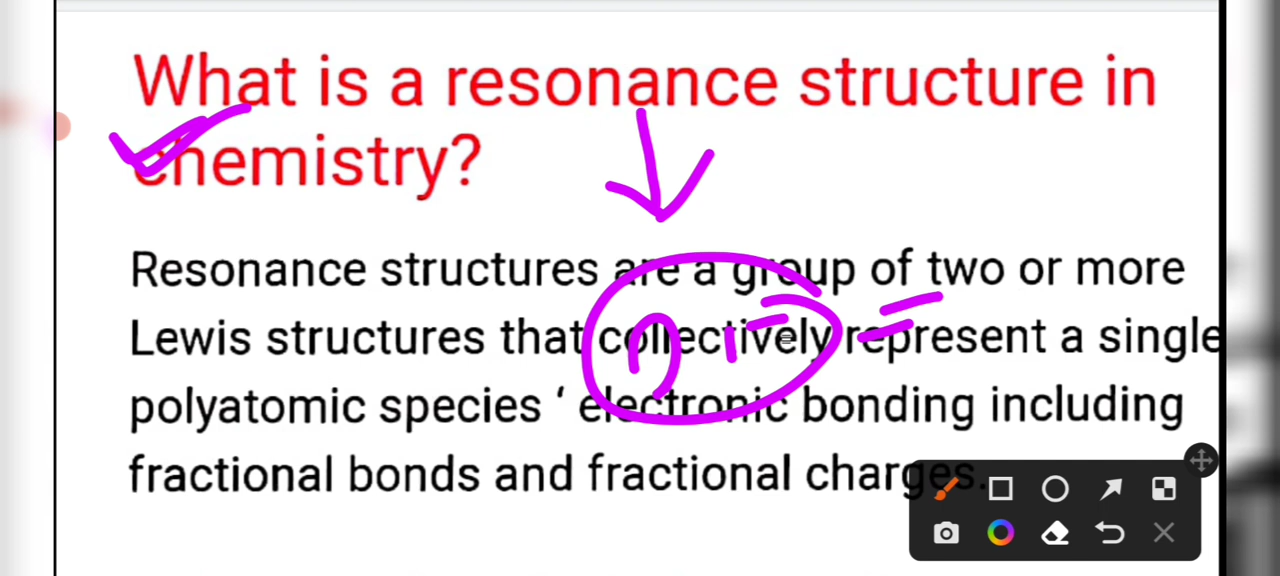 What is a resonance structure in
chemistry?
Resonance structures are a group of two or more
Lewis structures that collectively represent a single
polyatomic species ‘ electronic bonding including
fractional bonds and fractional charges.